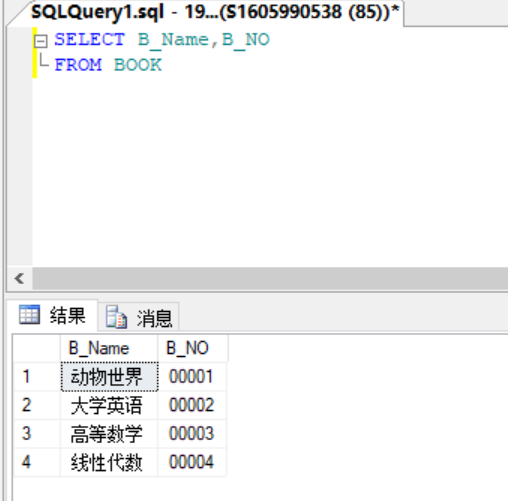 SQLQuery1.sql - 19...(S1605990538 (85))*
SELECT B_Name,B_NO
FROM BOOK
结果 消息
B_Name B_NO
1 动物世界 00001
2 大学英语 00002
3 高等数学 00003
4 线性代数 00004